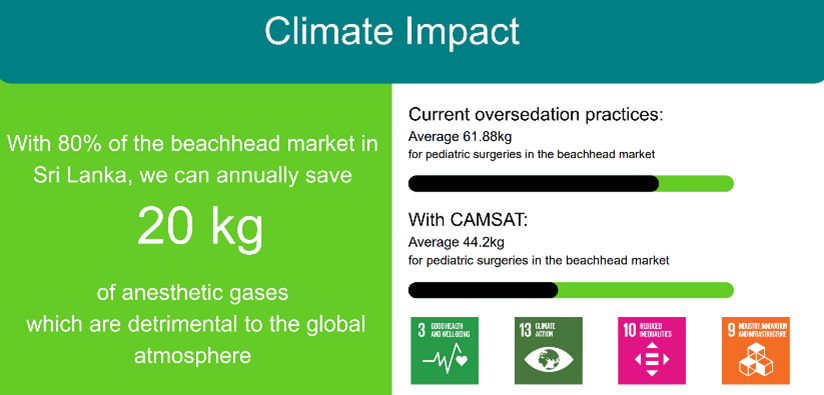 Climate Impact
With 80% of the beachhead market in
Sri Lanka, we can annually save
20 kg
of anesthetic gases
which are detrimental to the global
atmosphere
Current oversedation practices:
Average 61.88kg
for pediatric surgeries in the beachhead market
With CAMSAT:
Average 44.2kg
for pediatric surgeries in the beachhead market
3 GOOD HEALTH
AND WELL-BEING
13 CLIMATE
ACTION
10 REDUCED
INEQUALITIES
9 INDUSTRY, INNOVATION
AND INFRASTRUCTURE